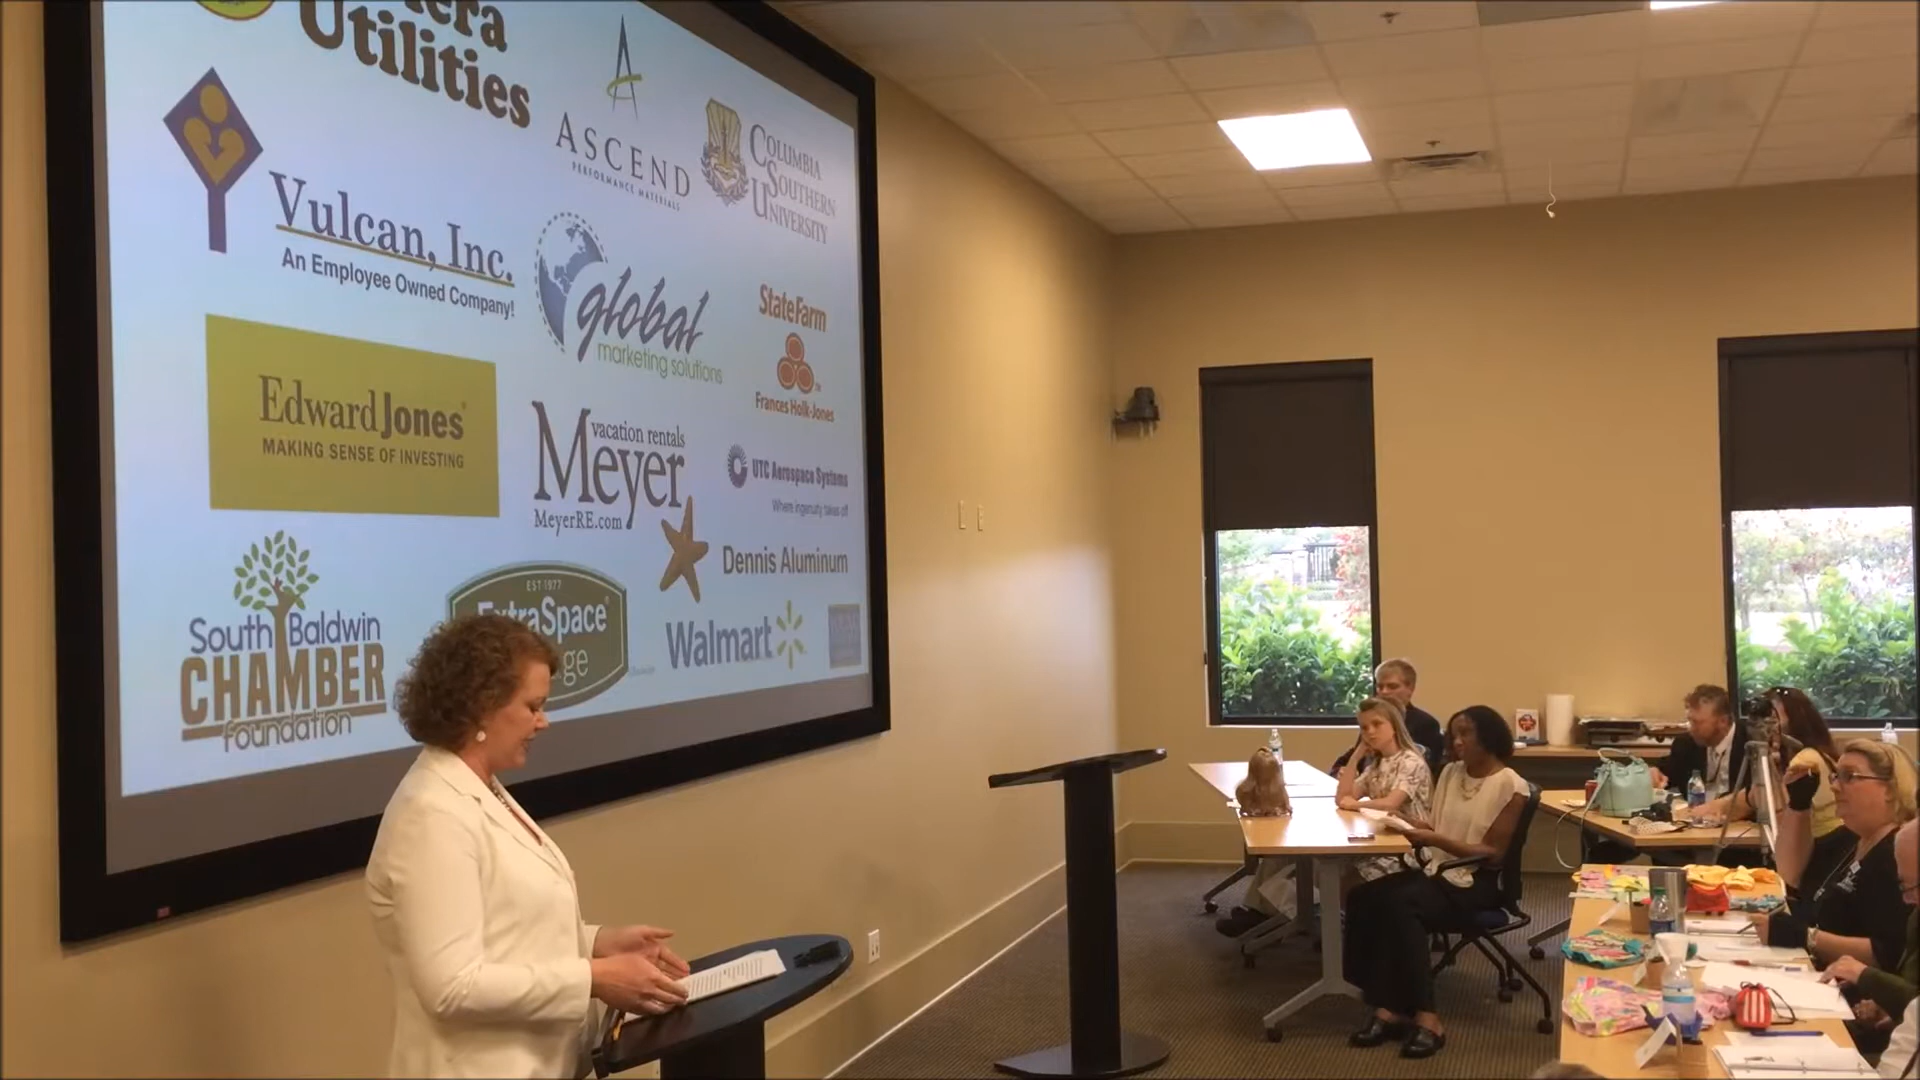 Utilities
ASCEND
PERFORMANCE MATERIALS
COLUMBIA
SOUTHERN
UNIVERSITY
Vulcan, Inc.
An Employee Owned Company!
global
marketing solutions
StateFarm
TM
Frances Holk-Jones
EdwardJones®
MAKING SENSE OF INVESTING
vacation rentals
Meyer
MeyerRE.com
UTC Aerospace Systems
Where ingenuity takes off
Dennis Aluminum
South Baldwin
CHAMBER
foundation
EST 1977
ExtraSpace®
Walmart